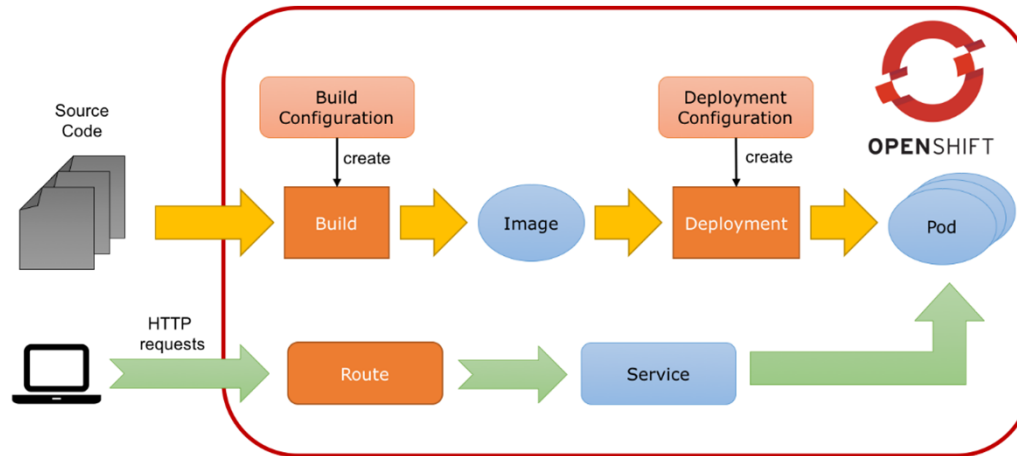 Source
Code
Build
Configuration
Deployment
Configuration
OPENSHIFT
create
create
Build
Image
Deployment
Pod
HTTP
requests
Route
Service